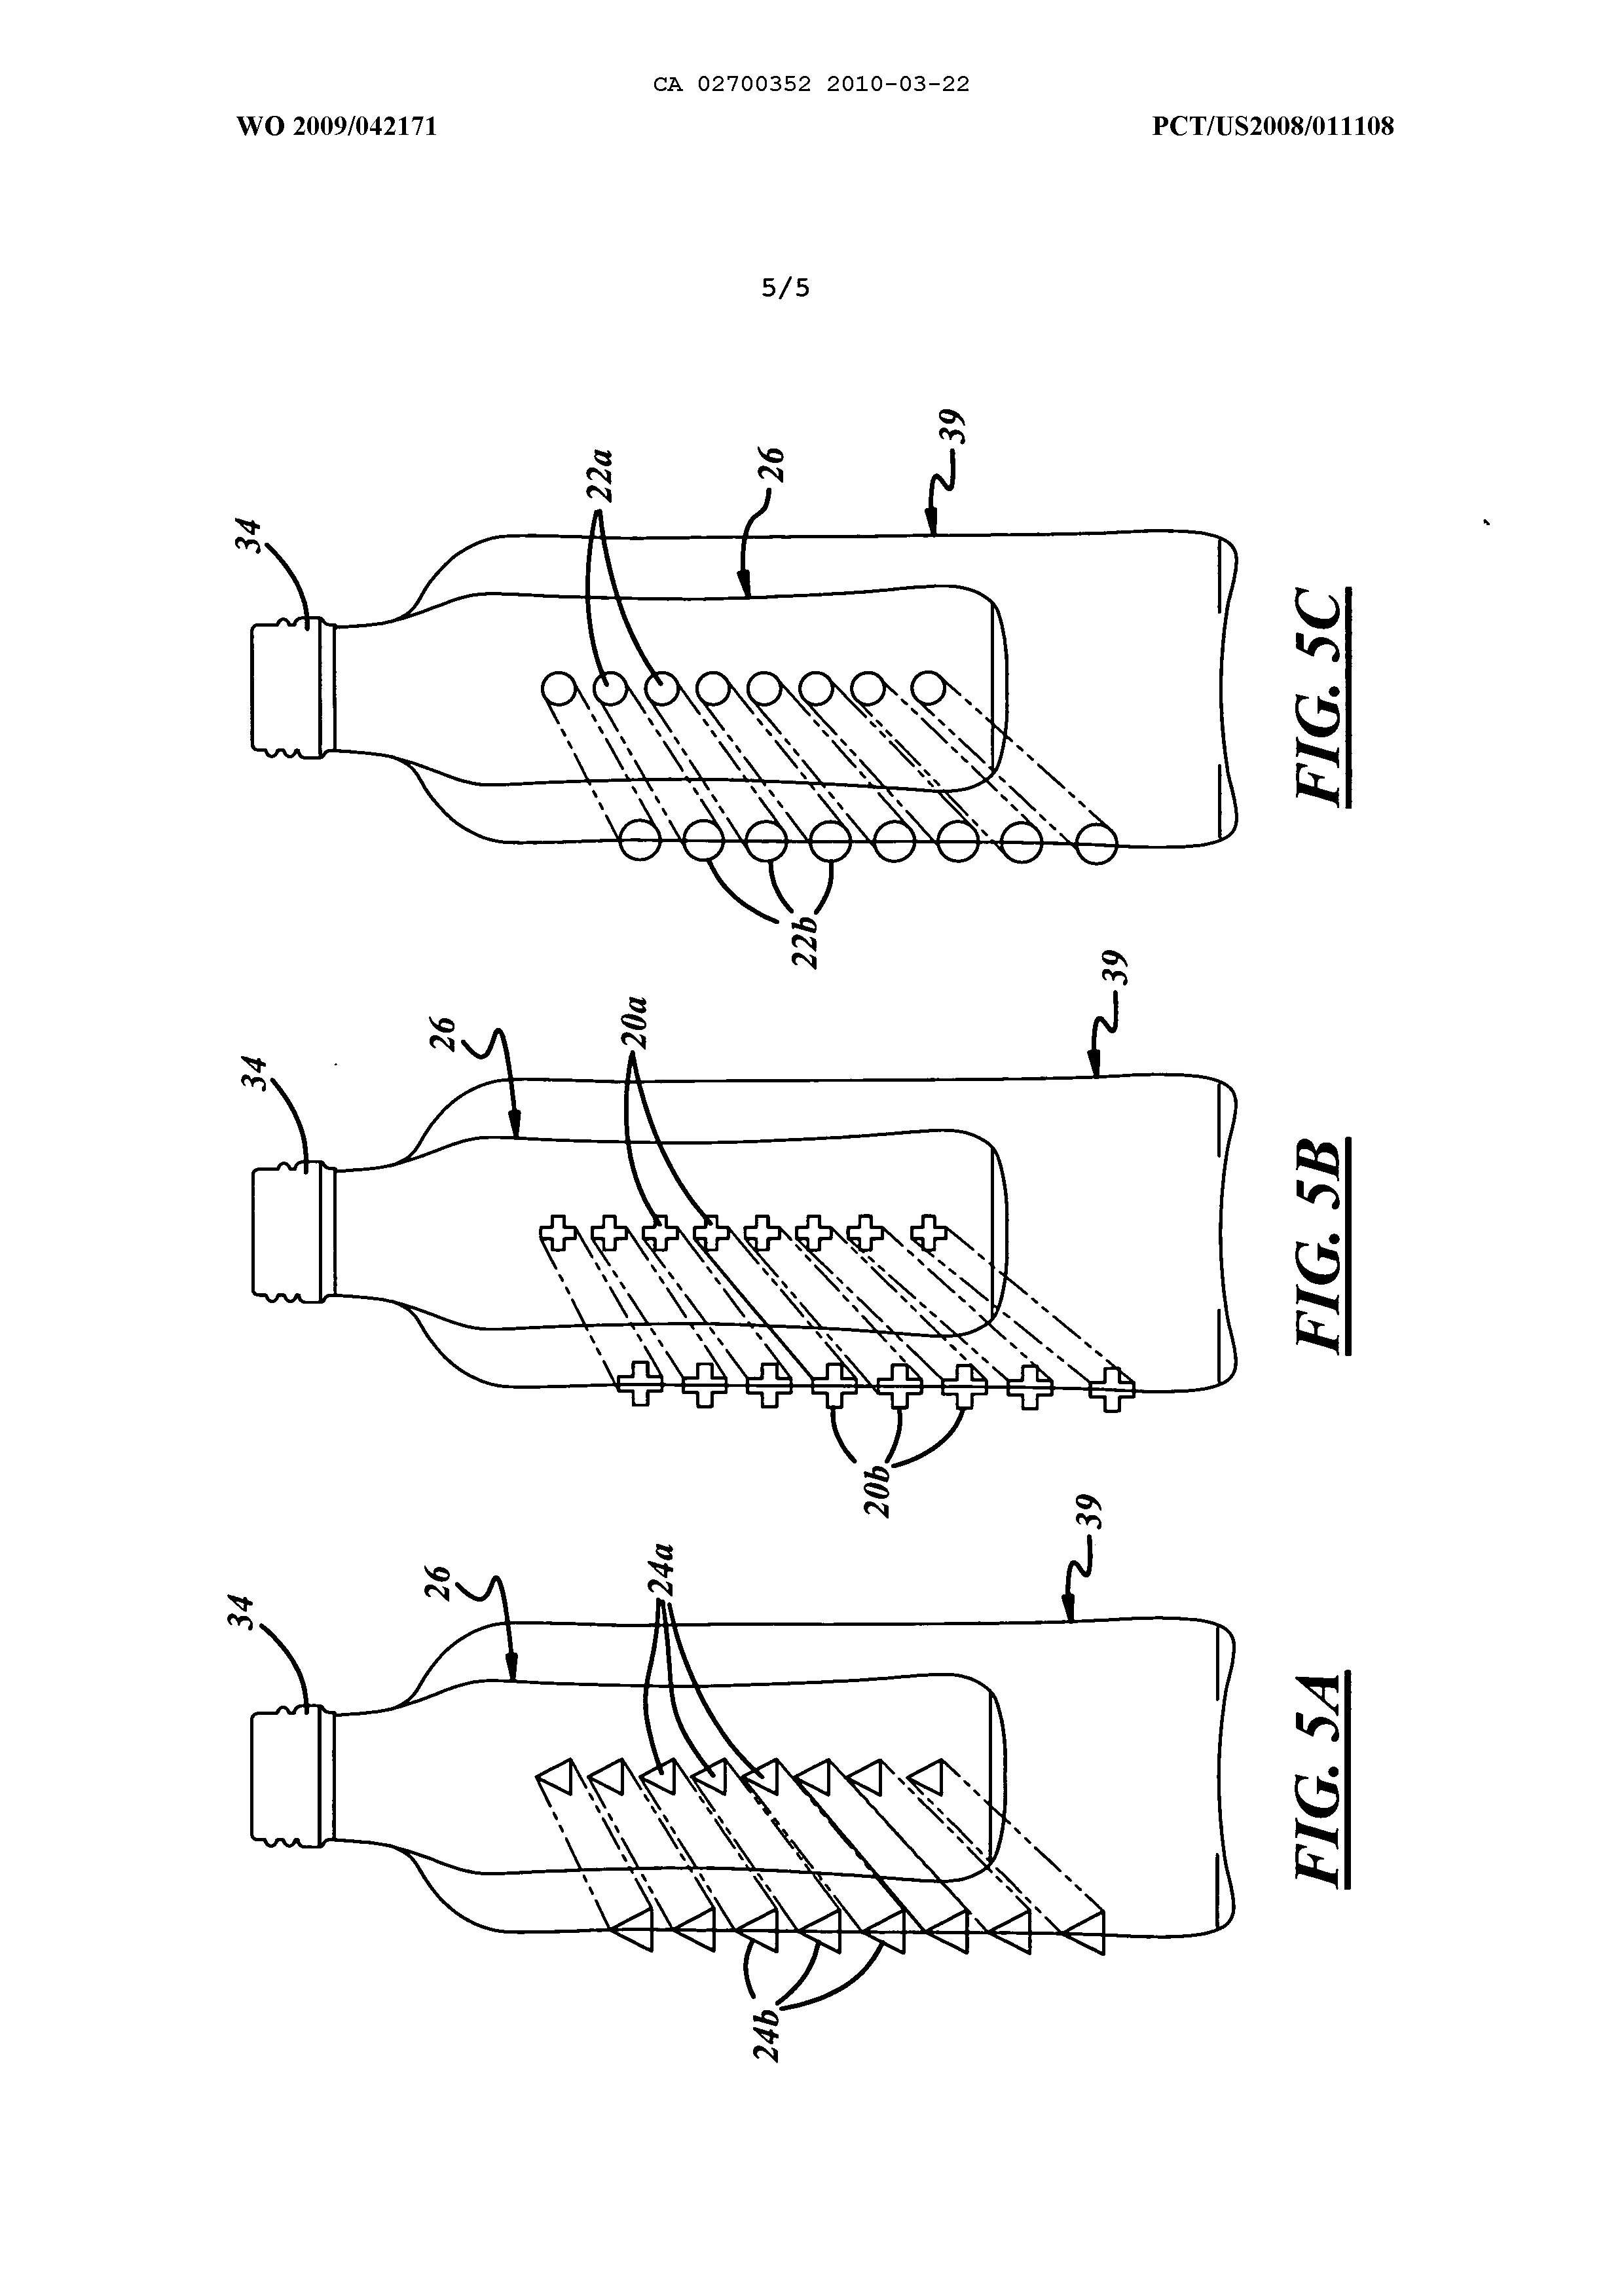 CA 02700352 2010-03-22
WO 2009/042171
PCT/US2008/011108
5/5
34
22a
26
39
22b
FIG. 5C
34
26
20a
39
20b
FIG. 5B
34
26
24a
39
24b
FIG. 5A